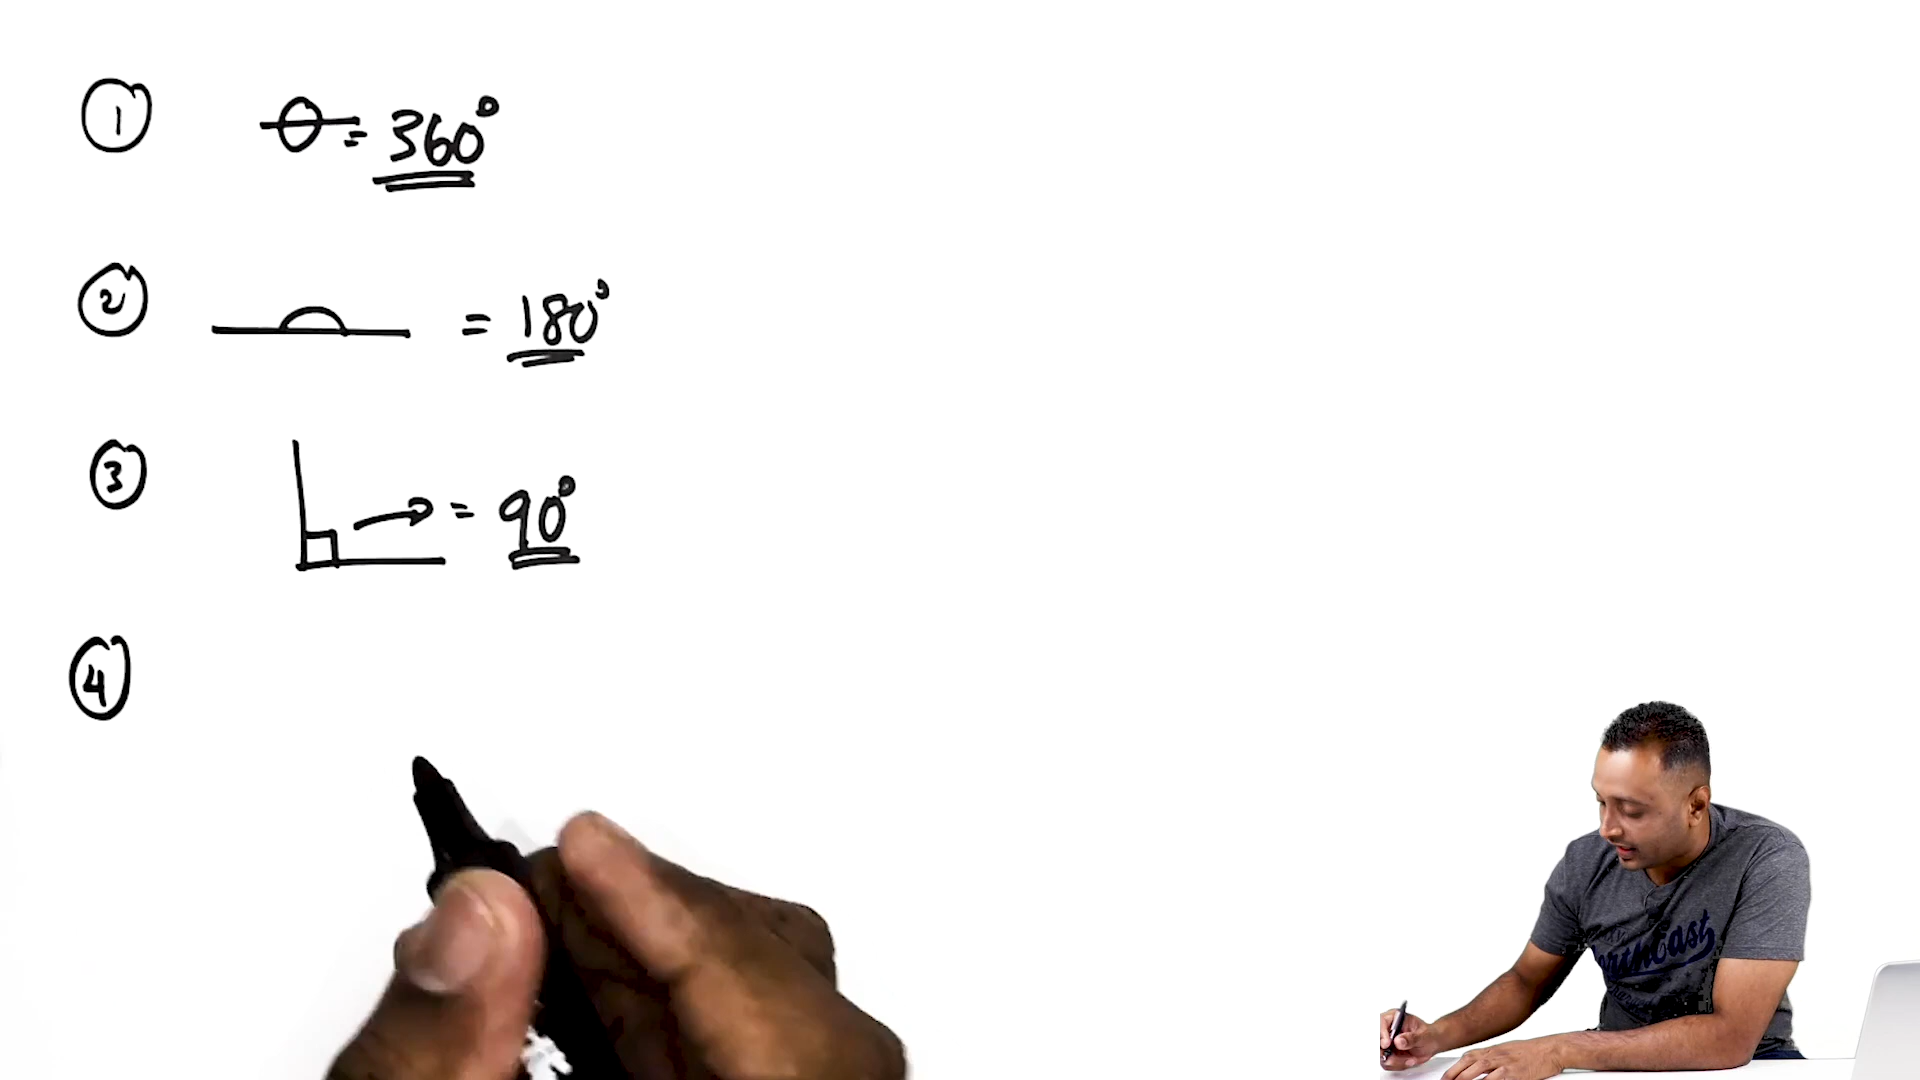 ① = 360°
② = 180°
③ = 90°
④